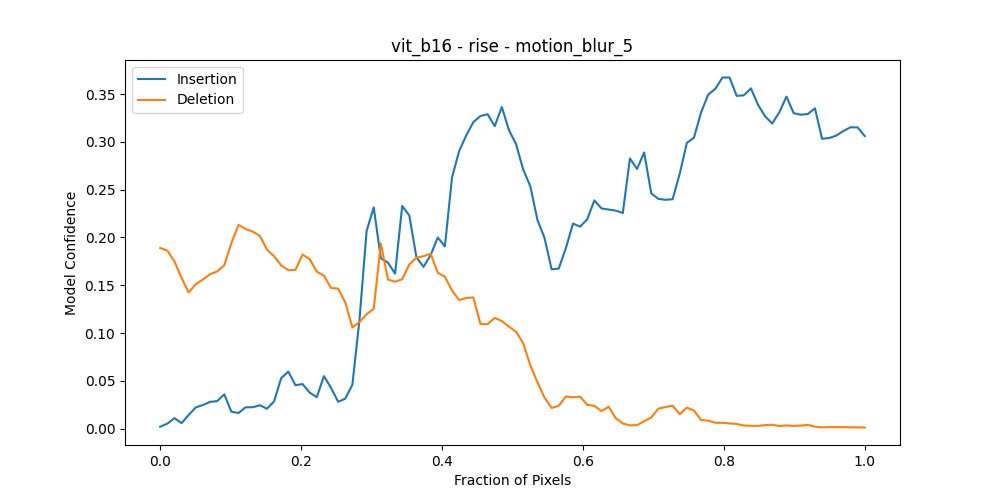 vit_b16 - rise - motion_blur_5
Insertion
Deletion
Model Confidence
0.35
0.30
0.25
0.20
0.15
0.10
0.05
0.00
0.0 0.2 0.4 0.6 0.8 1.0
Fraction of Pixels